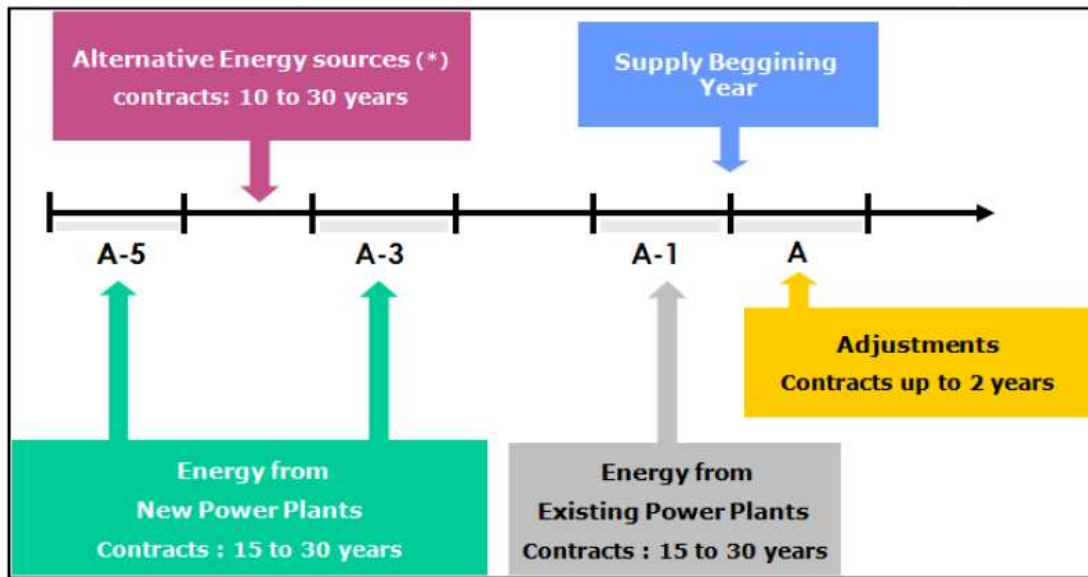 Alternative Energy sources (*)
contracts: 10 to 30 years
Supply Beggining
Year
A-5
A-3
A-1
A
Adjustments
Contracts up to 2 years
Energy from
New Power Plants
Contracts : 15 to 30 years
Energy from
Existing Power Plants
Contracts : 15 to 30 years